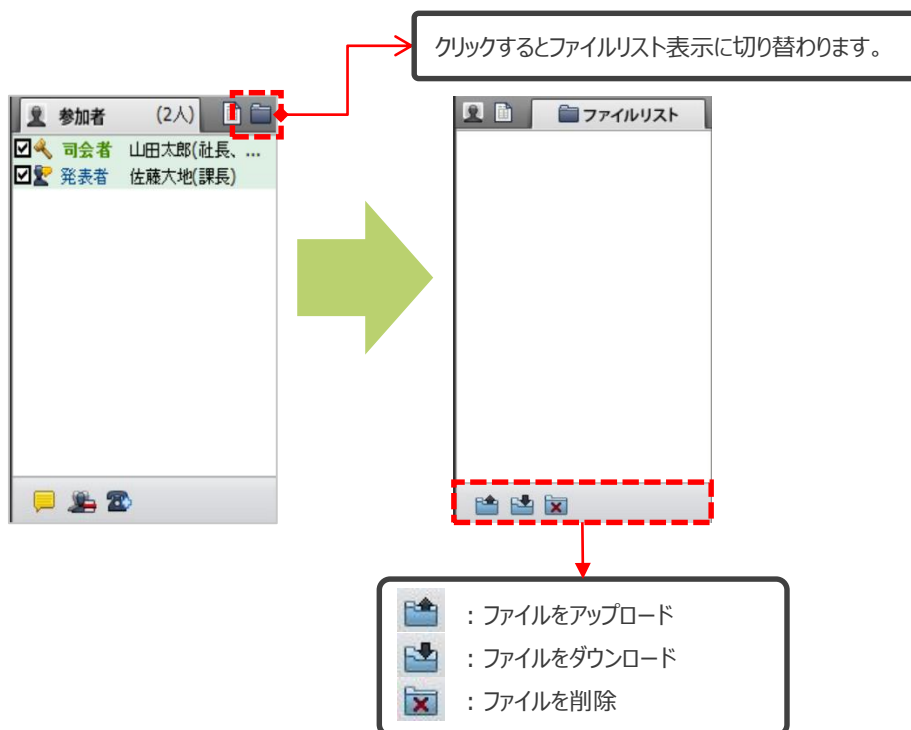 クリックするとファイルリスト表示に切り替わります。
参加者 (2人)
司会者 山田太郎(社長、...
発表者 佐藤大地(課長)
ファイルリスト
：ファイルをアップロード
：ファイルをダウンロード
：ファイルを削除